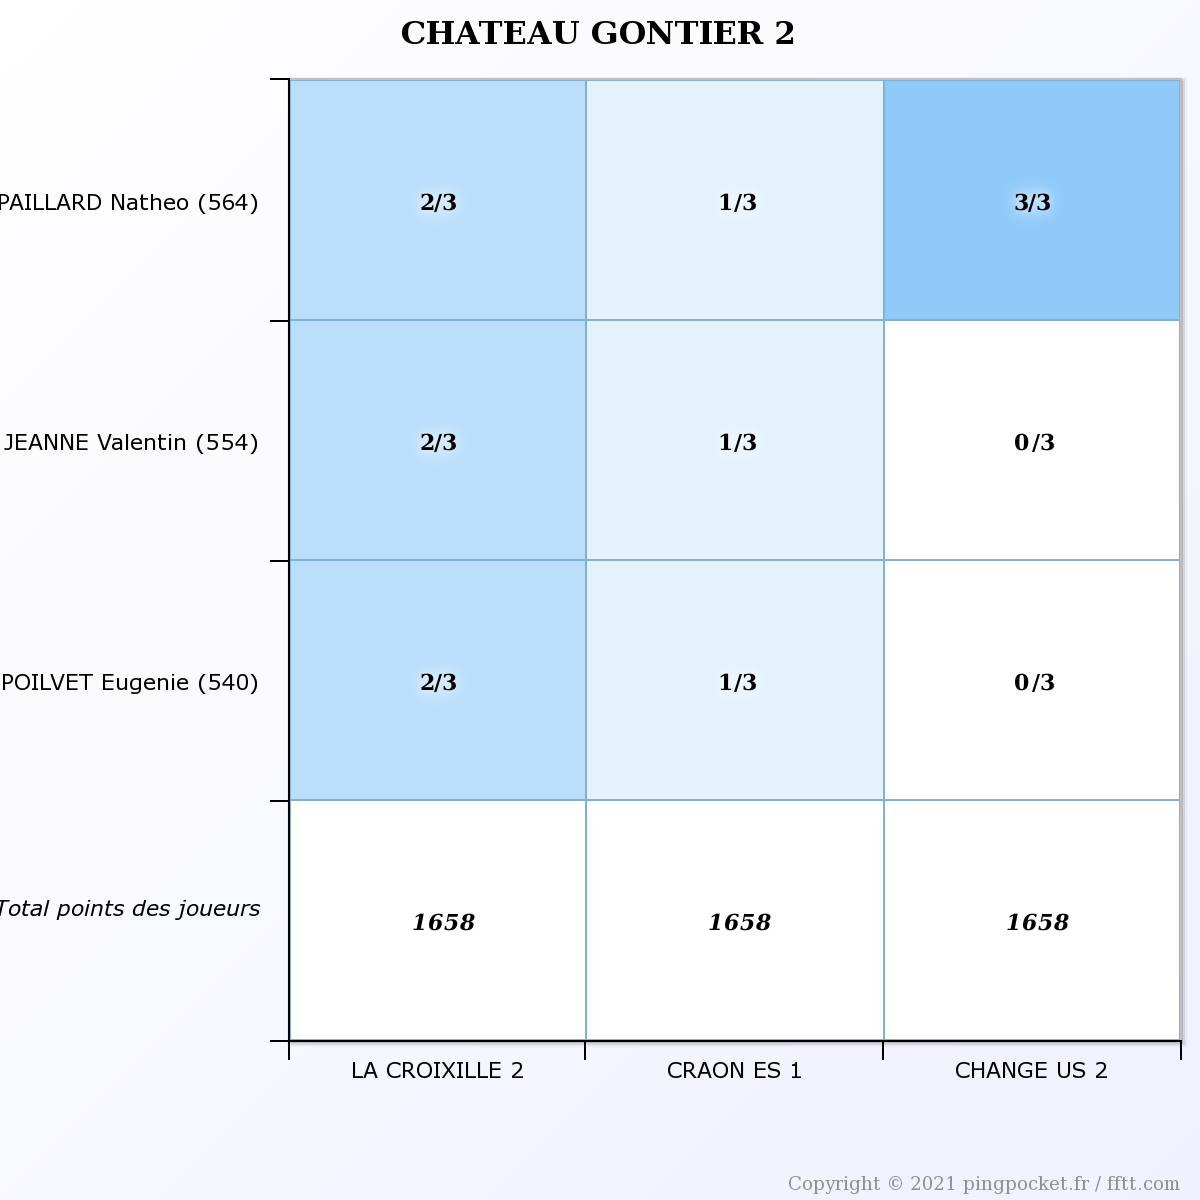 CHATEAU GONTIER 2
PAILLARD Natheo (564) 2/3 1/3 3/3
JEANNE Valentin (554) 2/3 1/3 0/3
POILVET Eugenie (540) 2/3 1/3 0/3
Total points des joueurs 1658 1658 1658
LA CROIXILLE 2 CRAON ES 1 CHANGE US 2
Copyright © 2021 pingpocket.fr / fftt.com